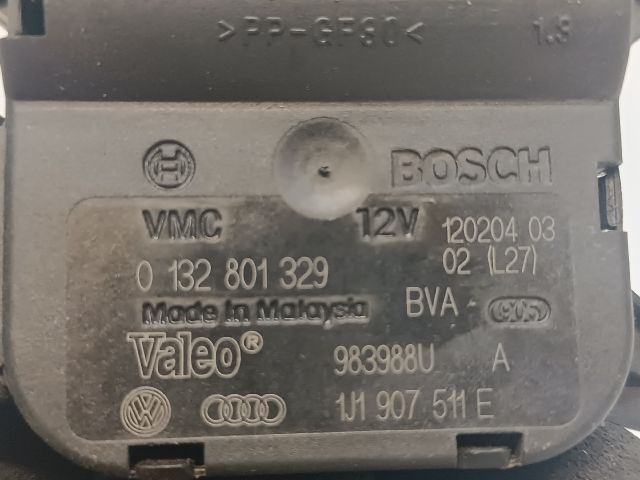 >PP-GF30< 1.3
BOSCH
VMC 12V 120204 03
0 132 801 329 02 (L27)
Made in Malaysia BVA -
Valeo® 983988U A
1J1 907 511 E